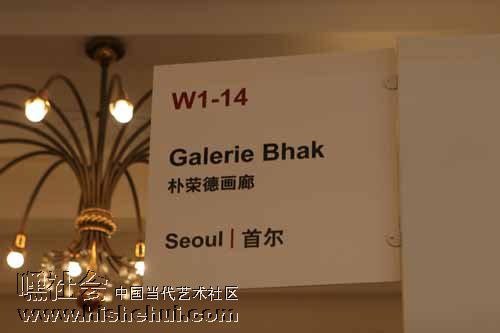 W1-14
Galerie Bhak
朴荣德画廊
Seoul | 首尔
嘿社会 中国当代艺术社区
www.Hishehui.com